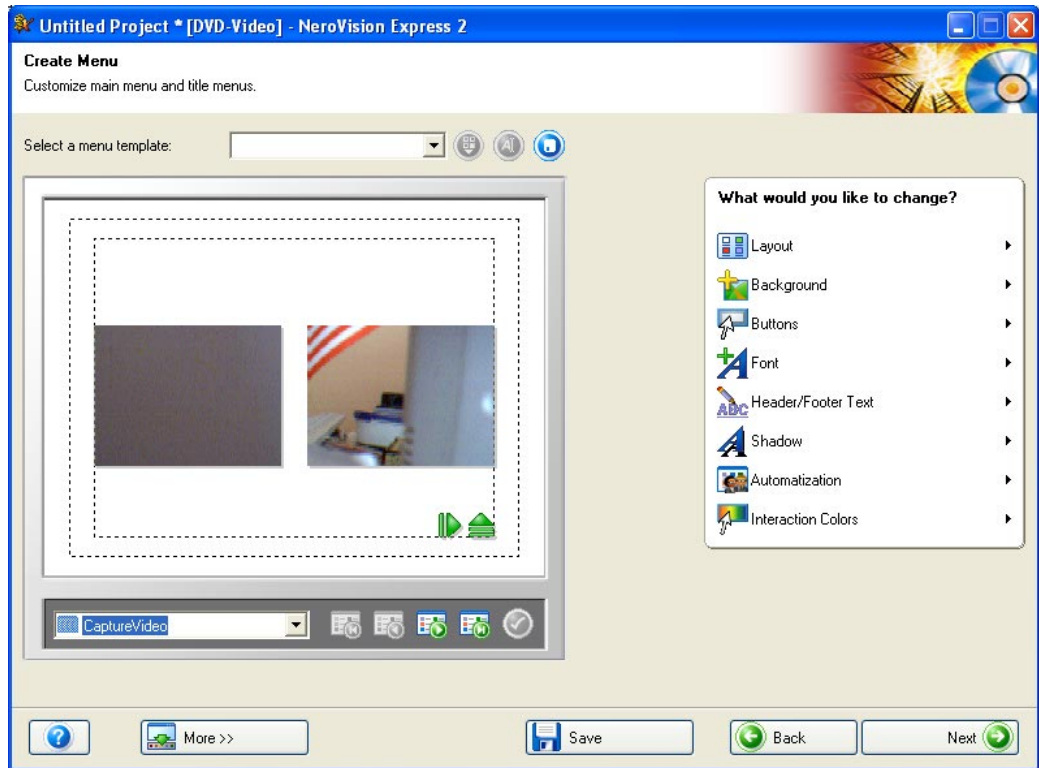 Untitled Project * [DVD-Video] - NeroVision Express 2
Create Menu
Customize main menu and title menus.
Select a menu template:
What would you like to change?
Layout
Background
Buttons
Font
ABC Header/Footer Text
Shadow
Automatization
Interaction Colors
CaptureVideo
More >>
Save
Back
Next